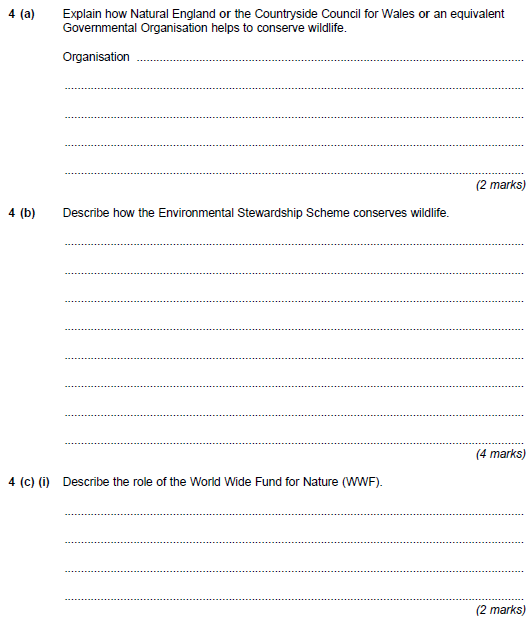 4 (a) Explain how Natural England or the Countryside Council for Wales or an equivalent
Governmental Organisation helps to conserve wildlife.
Organisation ..............................................................................................................
(2 marks)
4 (b) Describe how the Environmental Stewardship Scheme conserves wildlife.
(4 marks)
4 (c) (i) Describe the role of the World Wide Fund for Nature (WWF).
(2 marks)